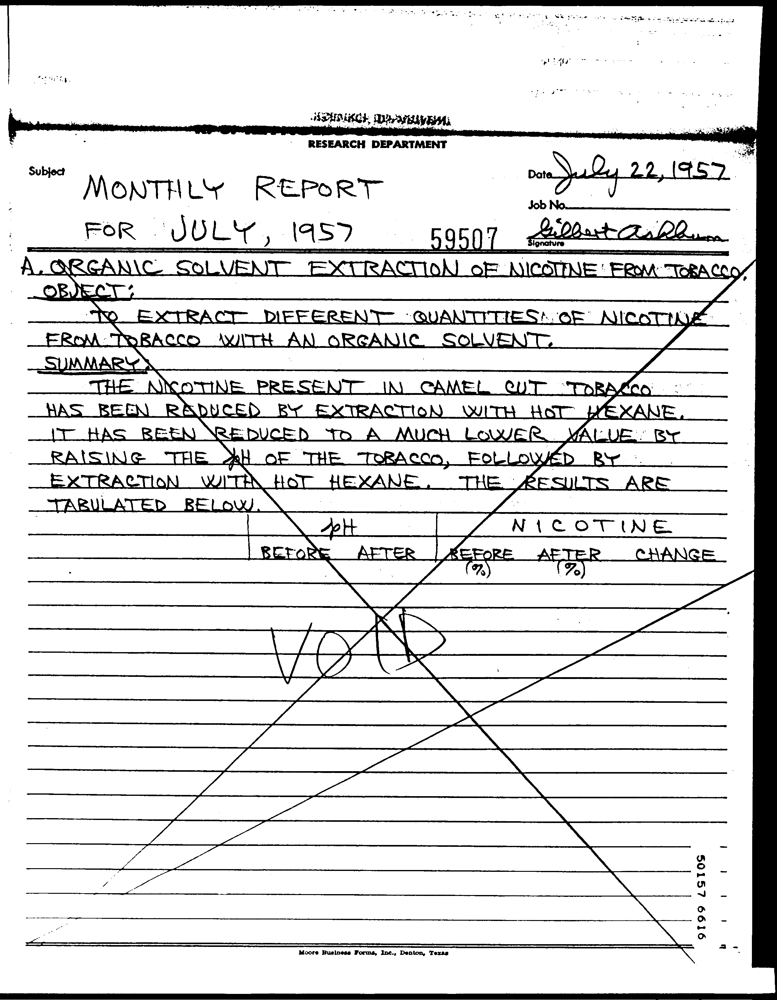 RESEARCH DEPARTMENT
Subject MONTHLY REPORT
FOR JULY, 1957
Date July 22, 1957
Job No.
59507
Gilbert Ashburn
Signature
A. ORGANIC SOLVENT EXTRACTION OF NICOTINE FROM TOBACCO.
OBJECT:
TO EXTRACT DIFFERENT QUANTITIES OF NICOTINE
FROM TOBACCO WITH AN ORGANIC SOLVENT.
SUMMARY:
THE NICOTINE PRESENT IN CAMEL CUT TOBACCO
HAS BEEN REDUCED BY EXTRACTION WITH HOT HEXANE.
IT HAS BEEN REDUCED TO A MUCH LOWER VALUE BY
RAISING THE pH OF THE TOBACCO, FOLLOWED BY
EXTRACTION WITH HOT HEXANE. THE RESULTS ARE
TABULATED BELOW.
pH NICOTINE
BEFORE AFTER BEFORE AFTER CHANGE
(%) (%)
VOID
50157 6616
Moore Business Forms, Inc., Denton, Texas